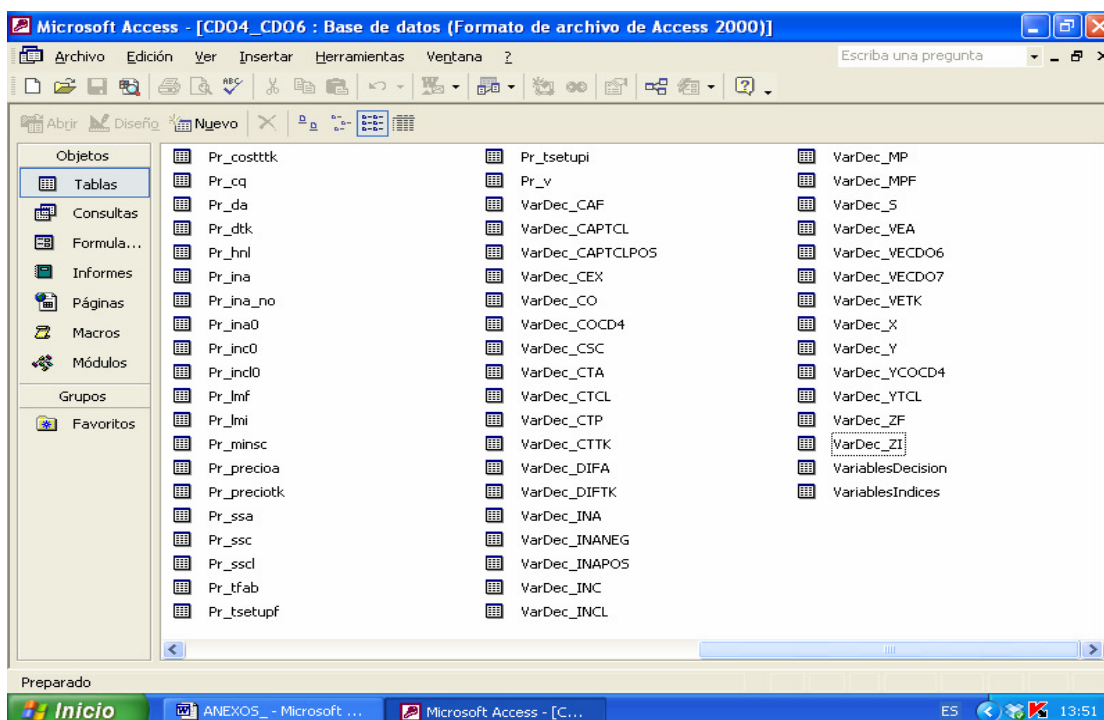 Microsoft Access - [CDO4_CDO6 : Base de datos (Formato de archivo de Access 2000)]
Archivo Edición Ver Insertar Herramientas Ventana ? Escriba una pregunta
ABC
Abrir Diseño Nuevo
Objetos
Tablas
Consultas
Formula...
Informes
Páginas
Macros
Módulos
Grupos
Favoritos
Pr_costttk
Pr_cq
Pr_da
Pr_dtk
Pr_hnl
Pr_ina
Pr_ina_no
Pr_ina0
Pr_inc0
Pr_incl0
Pr_lmf
Pr_lmi
Pr_minsc
Pr_precioa
Pr_preciotk
Pr_ssa
Pr_ssc
Pr_sscl
Pr_tfab
Pr_tsetupf
Pr_tsetupi
Pr_v
VarDec_CAF
VarDec_CAPTCL
VarDec_CAPTCLPOS
VarDec_CEX
VarDec_CO
VarDec_COCD4
VarDec_CSC
VarDec_CTA
VarDec_CTCL
VarDec_CTP
VarDec_CTTK
VarDec_DIFA
VarDec_DIFTK
VarDec_INA
VarDec_INANEG
VarDec_INAPOS
VarDec_INC
VarDec_INCL
VarDec_MP
VarDec_MPF
VarDec_S
VarDec_VEA
VarDec_VECDO6
VarDec_VECDO7
VarDec_VETK
VarDec_X
VarDec_Y
VarDec_YCOCD4
VarDec_YTCL
VarDec_ZF
VarDec_ZI
VariablesDecision
VariablesIndices
Preparado
Inicio ANEXOS_ - Microsoft ... Microsoft Access - [C... ES 13:51